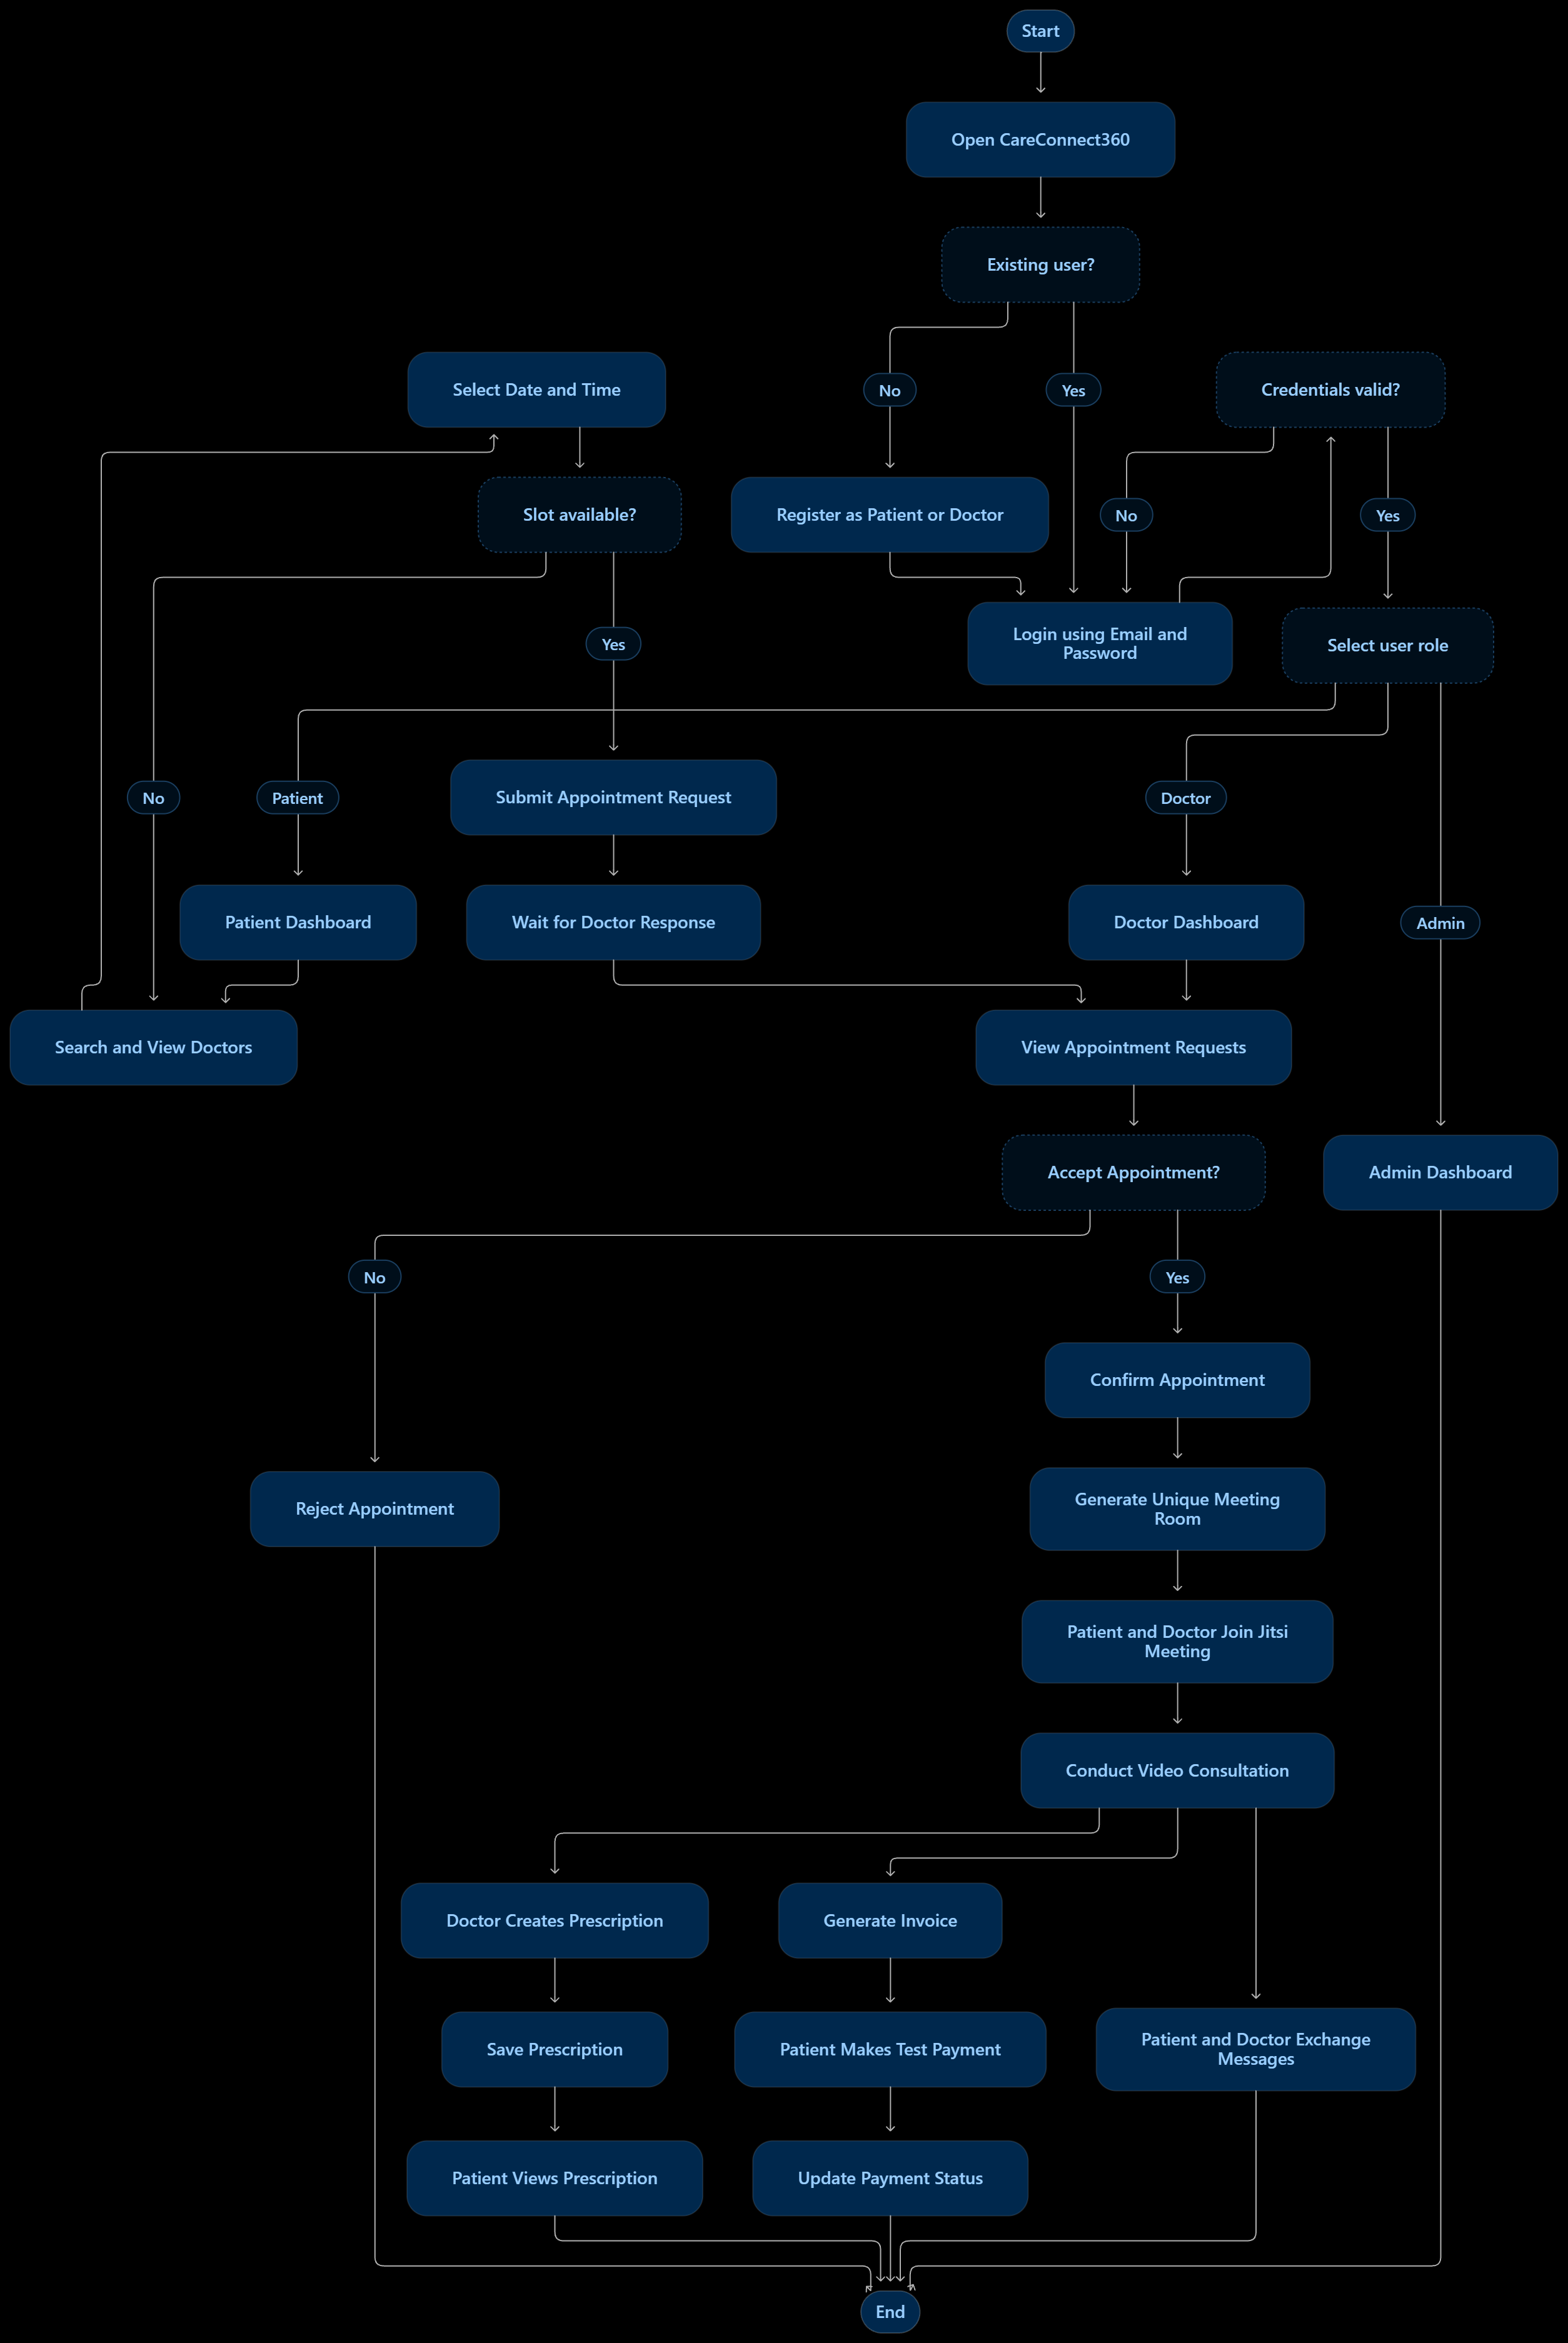 Start
Open CareConnect360
Existing user?
Select Date and Time
No
Yes
Credentials valid?
Slot available?
Register as Patient or Doctor
No
Yes
Yes
Login using Email and
Password
Select user role
No
Patient
Submit Appointment Request
Doctor
Patient Dashboard
Wait for Doctor Response
Doctor Dashboard
Admin
Search and View Doctors
View Appointment Requests
Accept Appointment?
Admin Dashboard
No
Yes
Confirm Appointment
Reject Appointment
Generate Unique Meeting
Room
Patient and Doctor Join Jitsi
Meeting
Conduct Video Consultation
Doctor Creates Prescription
Generate Invoice
Save Prescription
Patient Makes Test Payment
Patient and Doctor Exchange
Messages
Patient Views Prescription
Update Payment Status
End